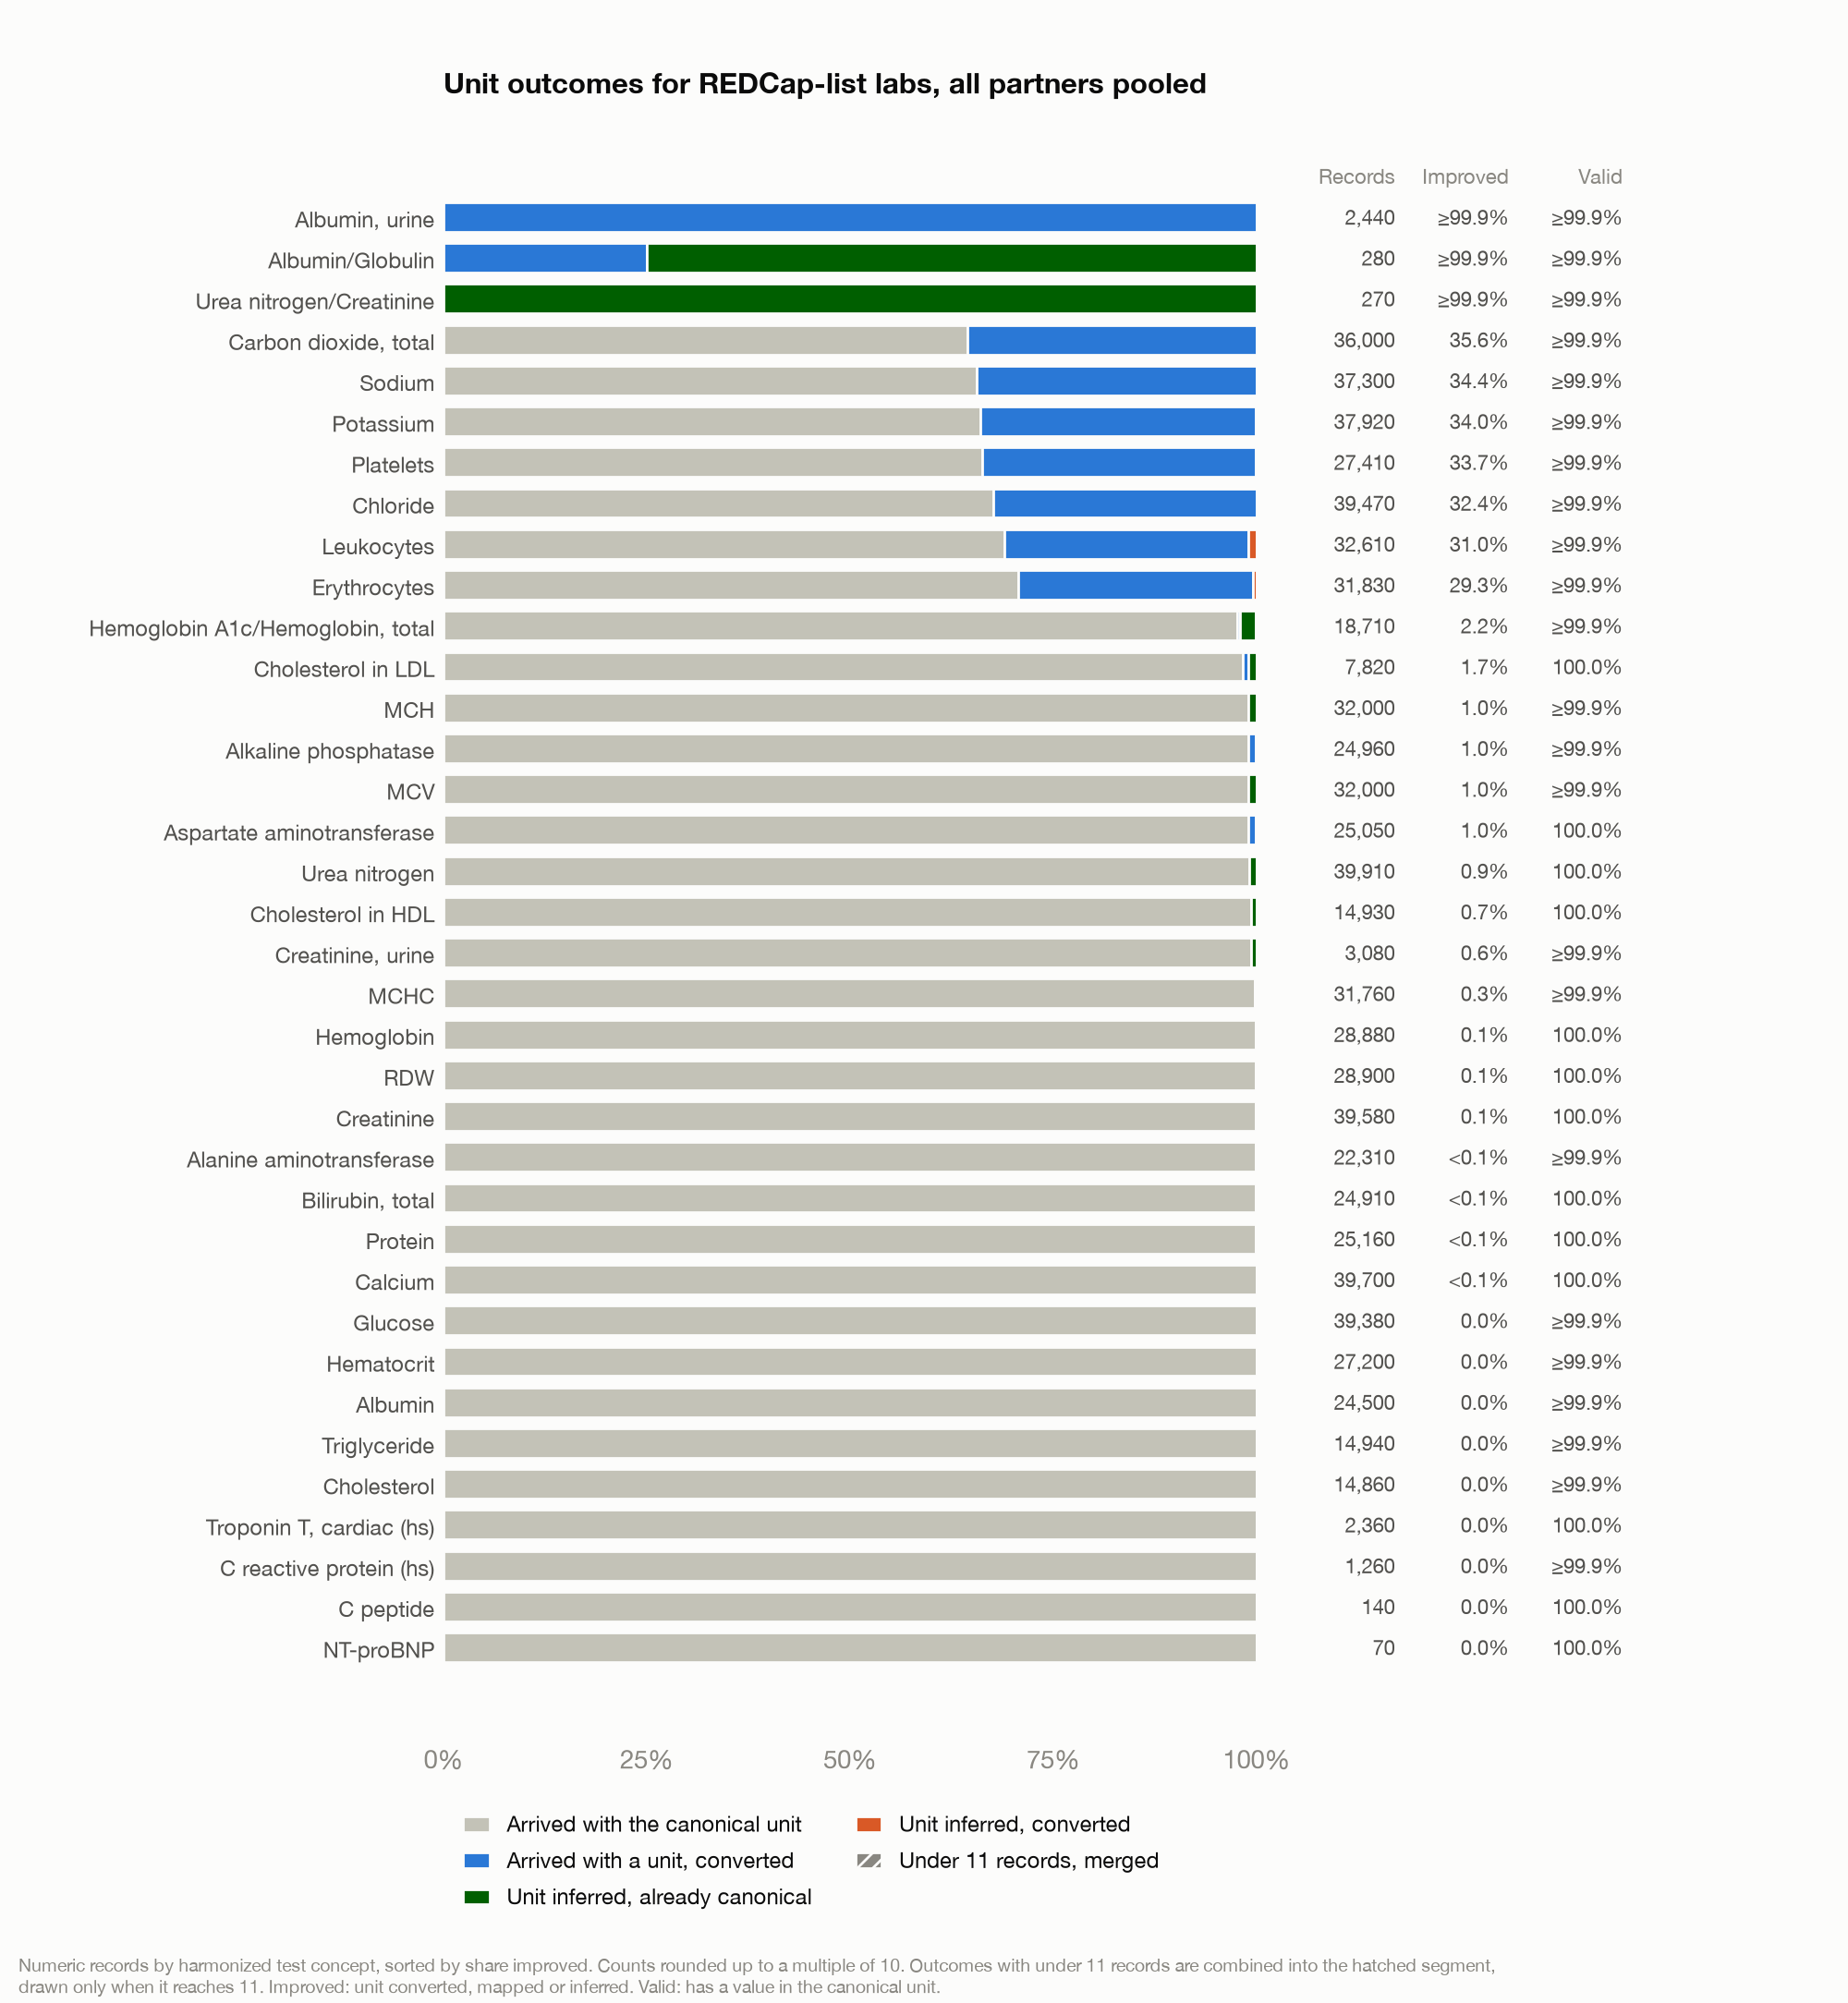 Unit outcomes for REDCap-list labs, all partners pooled
Records Improved Valid
Albumin, urine 2,440 ≥99.9% ≥99.9%
Albumin/Globulin 280 ≥99.9% ≥99.9%
Urea nitrogen/Creatinine 270 ≥99.9% ≥99.9%
Carbon dioxide, total 36,000 35.6% ≥99.9%
Sodium 37,300 34.4% ≥99.9%
Potassium 37,920 34.0% ≥99.9%
Platelets 27,410 33.7% ≥99.9%
Chloride 39,470 32.4% ≥99.9%
Leukocytes 32,610 31.0% ≥99.9%
Erythrocytes 31,830 29.3% ≥99.9%
Hemoglobin A1c/Hemoglobin, total 18,710 2.2% ≥99.9%
Cholesterol in LDL 7,820 1.7% 100.0%
MCH 32,000 1.0% ≥99.9%
Alkaline phosphatase 24,960 1.0% ≥99.9%
MCV 32,000 1.0% ≥99.9%
Aspartate aminotransferase 25,050 1.0% 100.0%
Urea nitrogen 39,910 0.9% 100.0%
Cholesterol in HDL 14,930 0.7% 100.0%
Creatinine, urine 3,080 0.6% ≥99.9%
MCHC 31,760 0.3% ≥99.9%
Hemoglobin 28,880 0.1% 100.0%
RDW 28,900 0.1% 100.0%
Creatinine 39,580 0.1% 100.0%
Alanine aminotransferase 22,310 <0.1% ≥99.9%
Bilirubin, total 24,910 <0.1% 100.0%
Protein 25,160 <0.1% 100.0%
Calcium 39,700 <0.1% 100.0%
Glucose 39,380 0.0% ≥99.9%
Hematocrit 27,200 0.0% ≥99.9%
Albumin 24,500 0.0% ≥99.9%
Triglyceride 14,940 0.0% ≥99.9%
Cholesterol 14,860 0.0% ≥99.9%
Troponin T, cardiac (hs) 2,360 0.0% 100.0%
C reactive protein (hs) 1,260 0.0% ≥99.9%
C peptide 140 0.0% 100.0%
NT-proBNP 70 0.0% 100.0%
0% 25% 50% 75% 100%
Arrived with the canonical unit
Arrived with a unit, converted
Unit inferred, already canonical
Unit inferred, converted
Under 11 records, merged
Numeric records by harmonized test concept, sorted by share improved. Counts rounded up to a multiple of 10. Outcomes with under 11 records are combined into the hatched segment,
drawn only when it reaches 11. Improved: unit converted, mapped or inferred. Valid: has a value in the canonical unit.